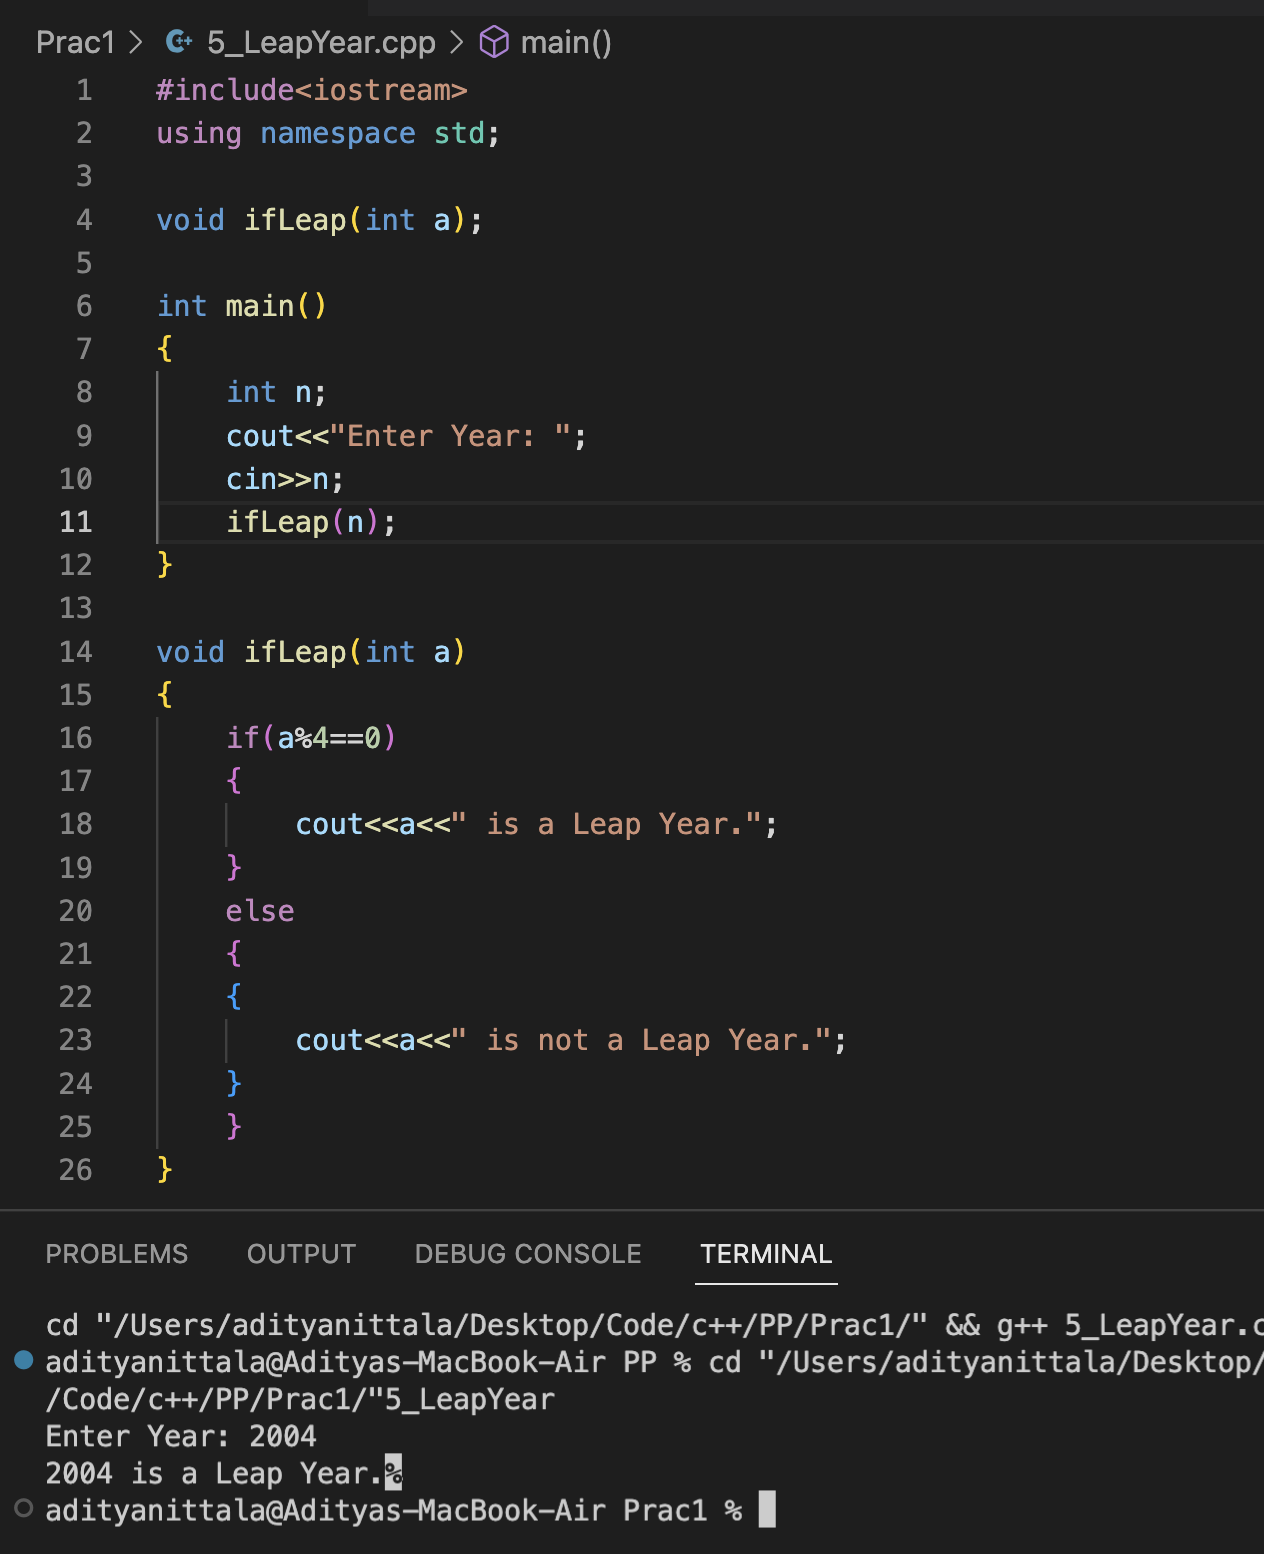 Prac1 > 5_LeapYear.cpp > main()
1 #include<iostream>
2 using namespace std;
3
4 void ifLeap(int a);
5
6 int main()
7 {
8 int n;
9 cout<<"Enter Year: ";
10 cin>>n;
11 ifLeap(n);
12 }
13
14 void ifLeap(int a)
15 {
16 if(a%4==0)
17 {
18 cout<<a<<" is a Leap Year.";
19 }
20 else
21 {
22 {
23 cout<<a<<" is not a Leap Year.";
24 }
25 }
26 }
PROBLEMS OUTPUT DEBUG CONSOLE TERMINAL
cd "/Users/adityanittala/Desktop/Code/c++/PP/Prac1/" && g++ 5_LeapYear.c
adityanittala@Adityas-MacBook-Air PP % cd "/Users/adityanittala/Desktop/
/Code/c++/PP/Prac1/"5_LeapYear
Enter Year: 2004
2004 is a Leap Year.%
adityanittala@Adityas-MacBook-Air Prac1 %